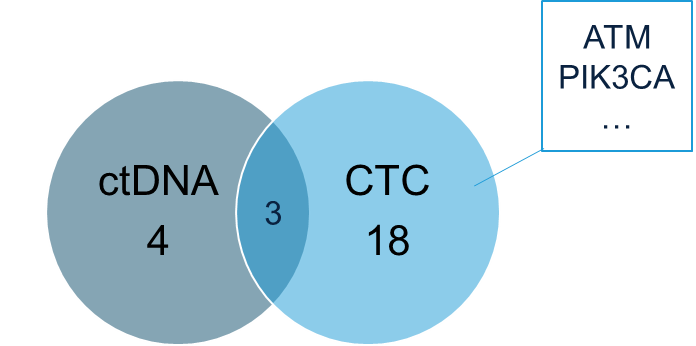 ATM
PIK3CA
...
ctDNA
4
3
CTC
18